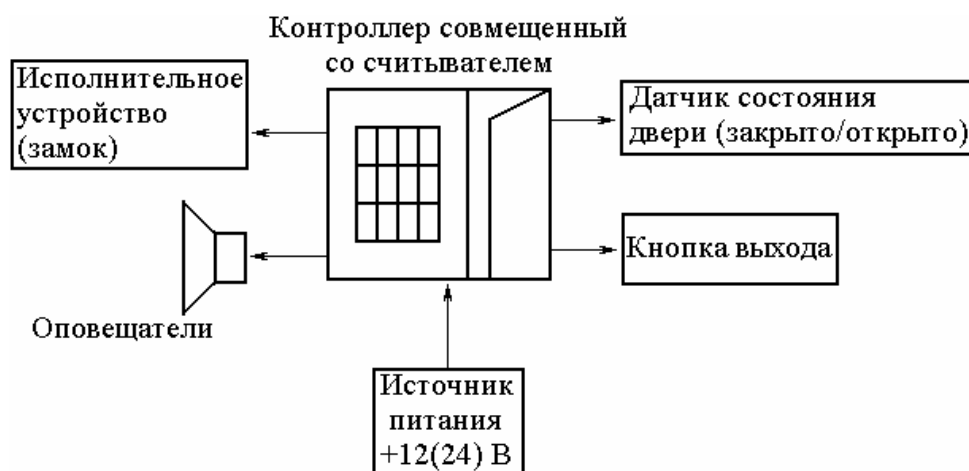 Контроллер совмещенный
со считывателем
Исполнительное
устройство
(замок)
Датчик состояния
двери (закрыто/открыто)
Кнопка выхода
Оповещатели
Источник
питания
+12(24) В